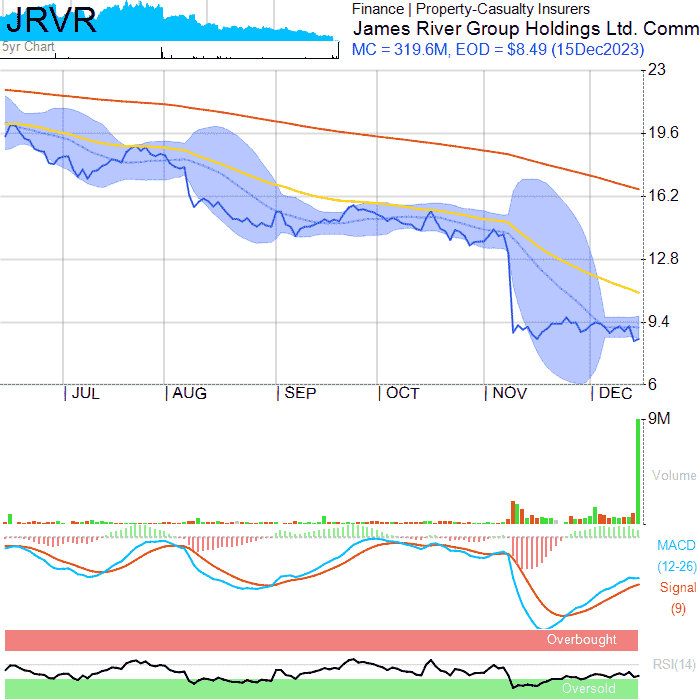 JRVR
5yr Chart
Finance | Property-Casualty Insurers
James River Group Holdings Ltd. Comm
MC = 319.6M, EOD = $8.49 (15Dec2023)
23
19.6
16.2
12.8
9.4
6
JUL AUG SEP OCT NOV DEC
9M
Volume
MACD
(12-26)
Signal
(9)
Overbought
RSI(14)
Oversold